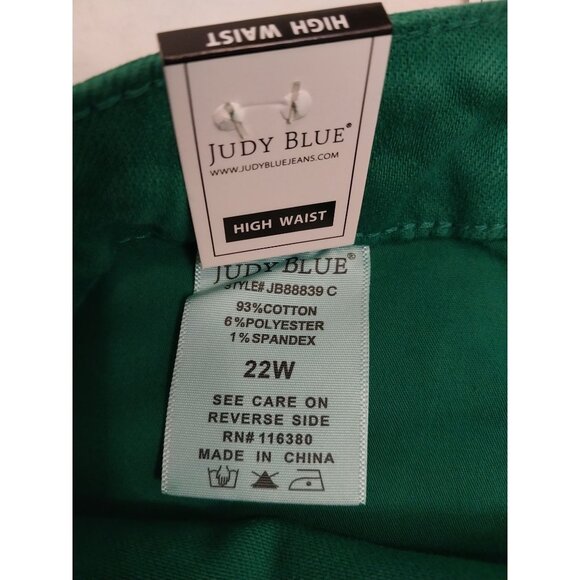 HIGH WAIST
JUDY BLUE®
WWW.JUDYBLUEJEANS.COM
HIGH WAIST
JUDY BLUE®
STYLE# JB88839 C
93%COTTON
6%POLYESTER
1%SPANDEX
22W
SEE CARE ON
REVERSE SIDE
RN# 116380
MADE IN CHINA